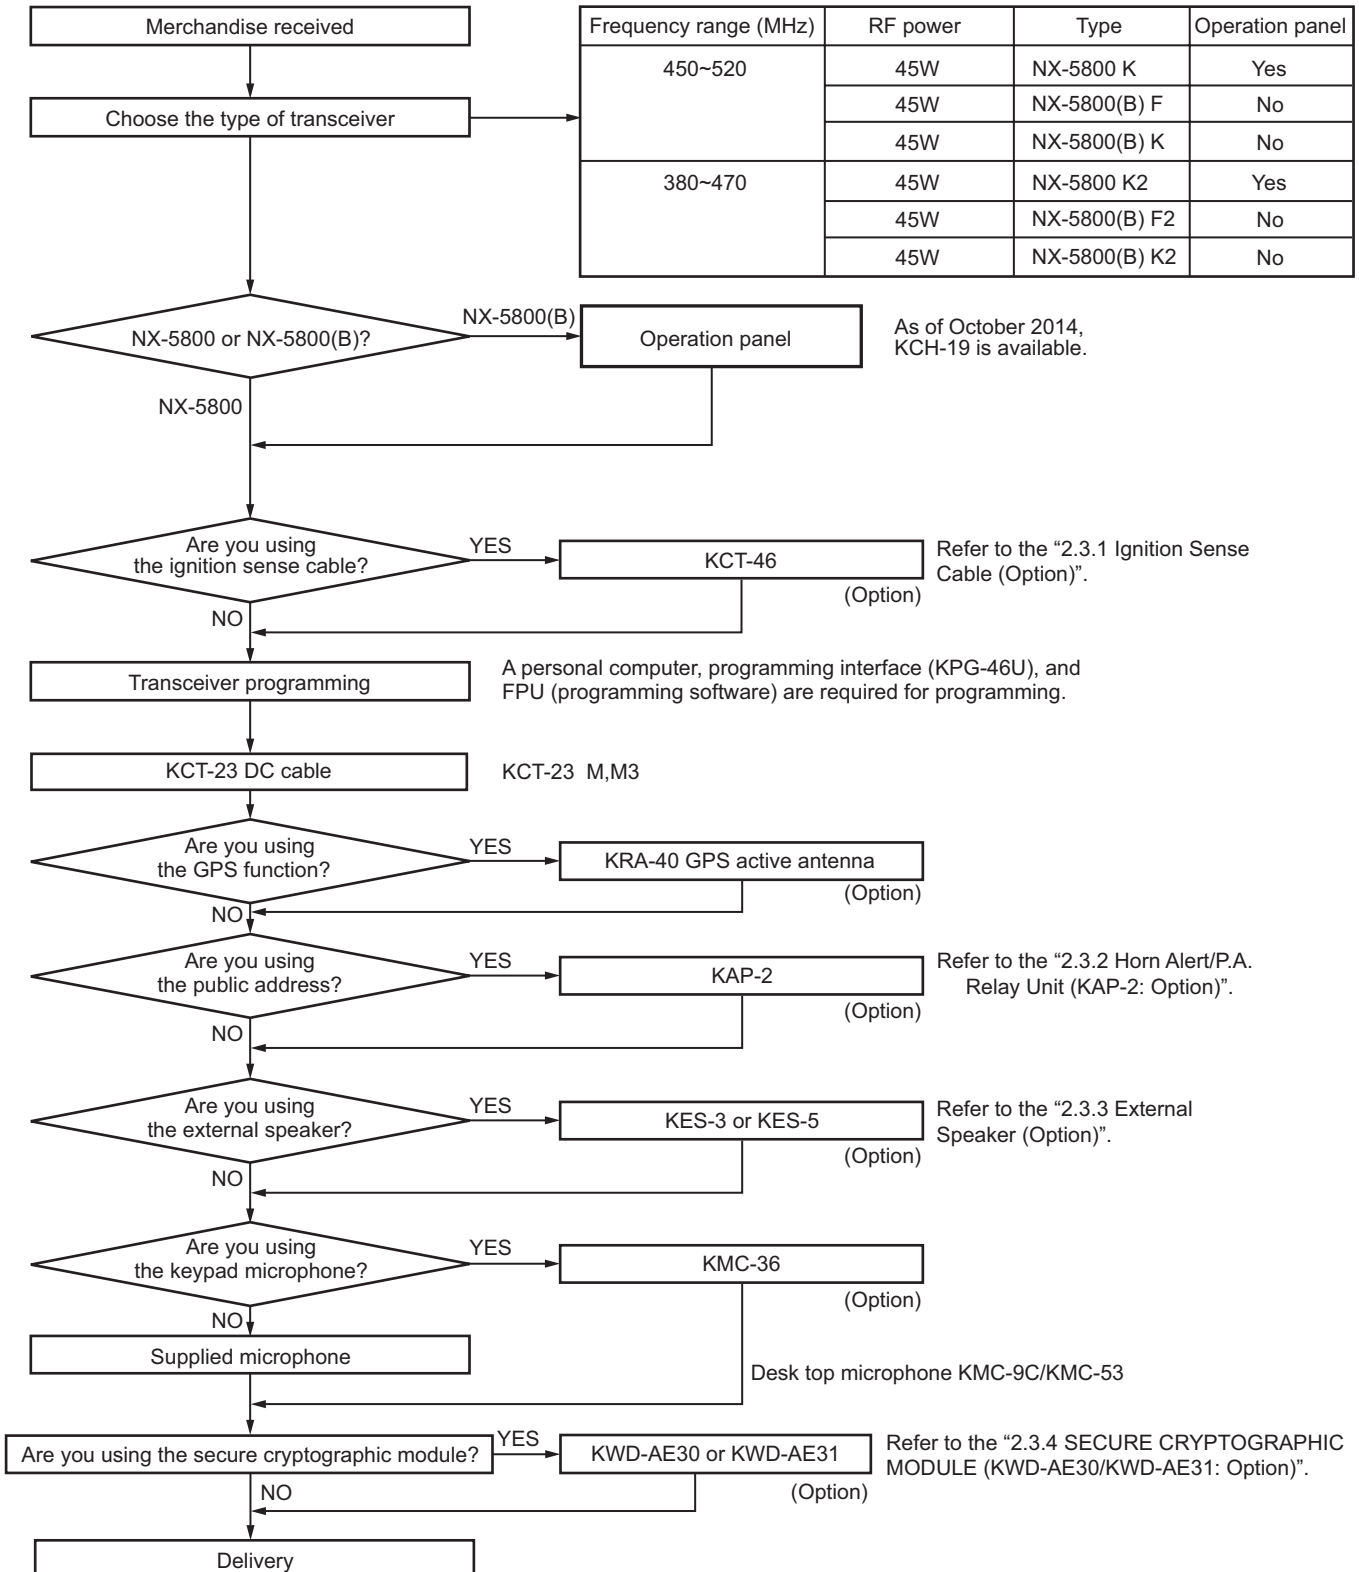 Merchandise received
Choose the type of transceiver
Frequency range (MHz) RF power Type Operation panel
450~520 45W NX-5800 K Yes
45W NX-5800(B) F No
45W NX-5800(B) K No
380~470 45W NX-5800 K2 Yes
45W NX-5800(B) F2 No
45W NX-5800(B) K2 No
NX-5800 or NX-5800(B)?
NX-5800(B)
Operation panel
As of October 2014,
KCH-19 is available.
NX-5800
Are you using
the ignition sense cable?
YES
KCT-46
(Option)
Refer to the “2.3.1 Ignition Sense
Cable (Option)”.
NO
Transceiver programming
A personal computer, programming interface (KPG-46U), and
FPU (programming software) are required for programming.
KCT-23 DC cable
KCT-23 M,M3
Are you using
the GPS function?
YES
KRA-40 GPS active antenna
(Option)
NO
Are you using
the public address?
YES
KAP-2
(Option)
Refer to the “2.3.2 Horn Alert/P.A.
Relay Unit (KAP-2: Option)”.
NO
Are you using
the external speaker?
YES
KES-3 or KES-5
(Option)
Refer to the “2.3.3 External
Speaker (Option)”.
NO
Are you using
the keypad microphone?
YES
KMC-36
(Option)
NO
Supplied microphone
Desk top microphone KMC-9C/KMC-53
Are you using the secure cryptographic module?
YES
KWD-AE30 or KWD-AE31
(Option)
Refer to the “2.3.4 SECURE CRYPTOGRAPHIC
MODULE (KWD-AE30/KWD-AE31: Option)”.
NO
Delivery